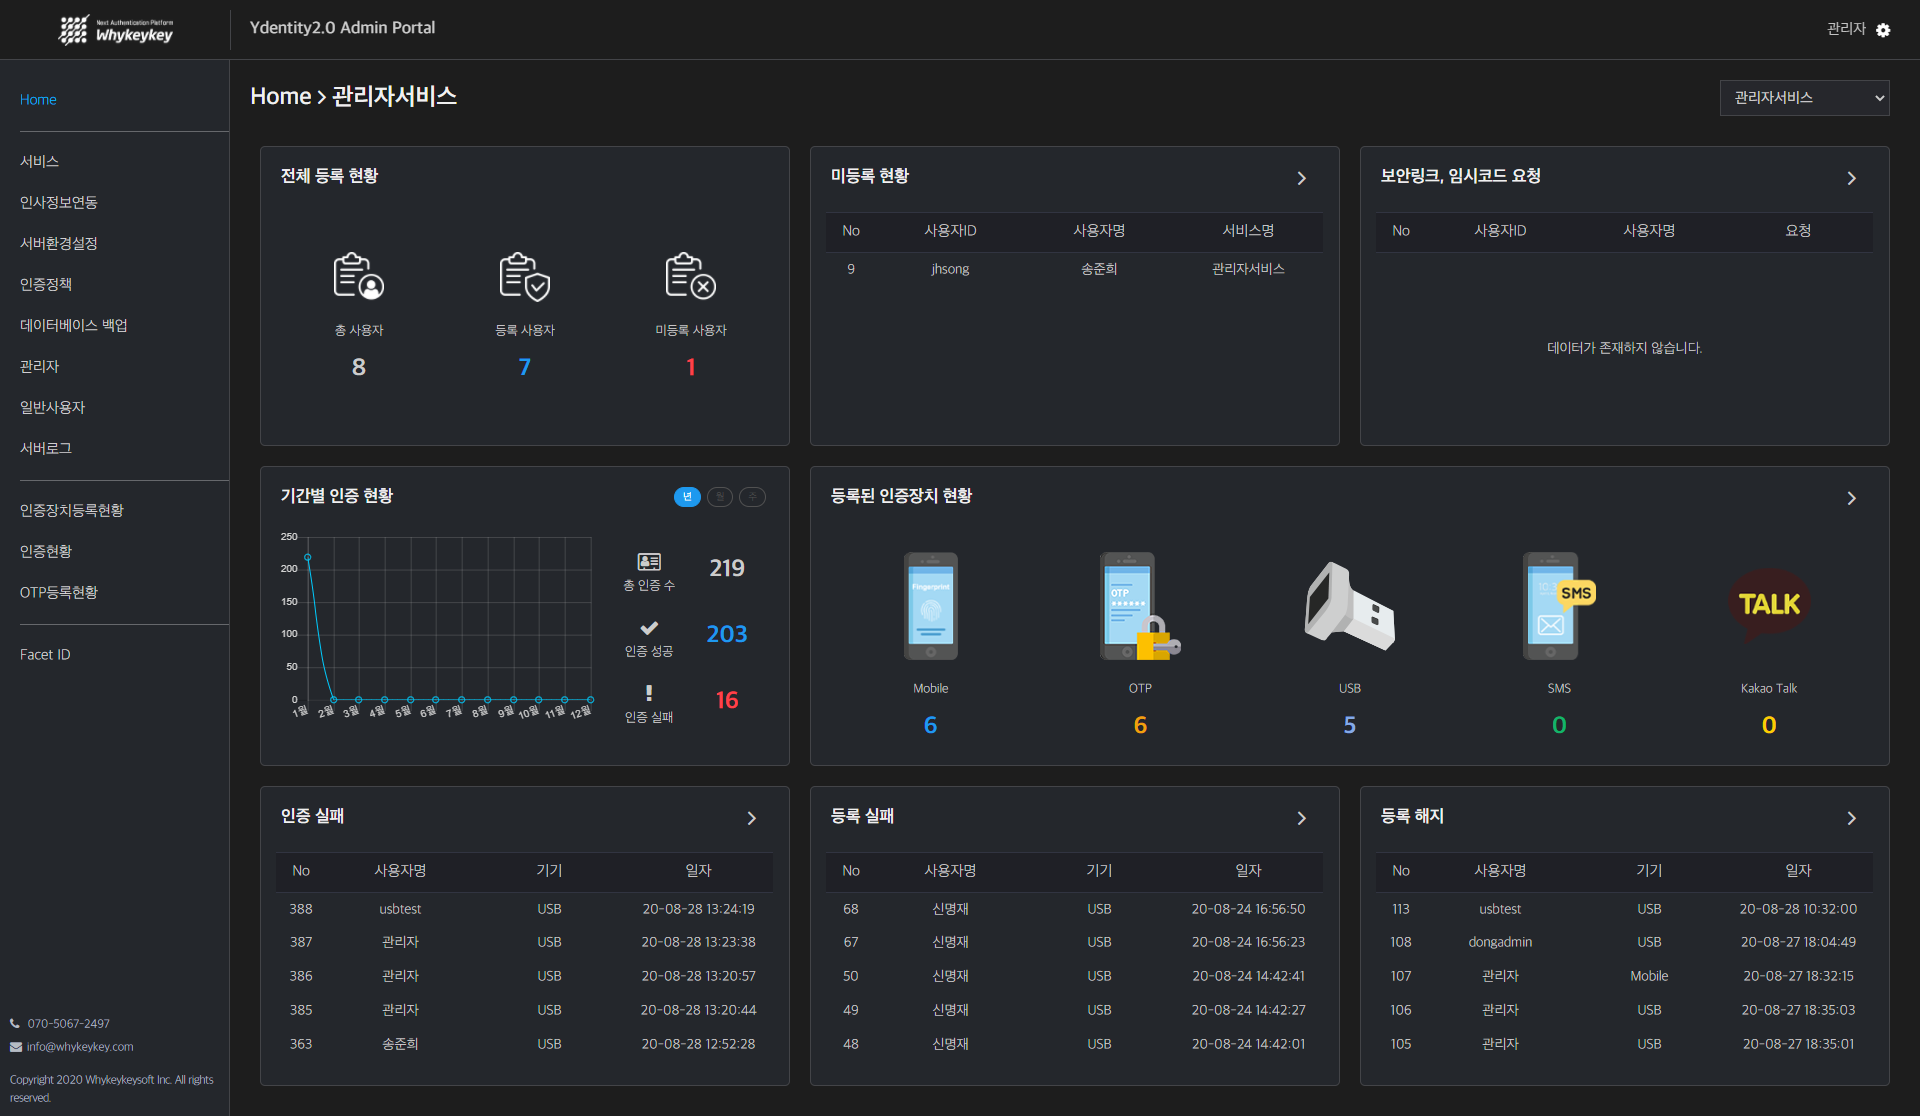 Next Authentication Platform
Whykeykey
Ydentity2.0 Admin Portal
관리자
Home
서비스
인사정보연동
서버환경설정
인증정책
데이터베이스 백업
관리자
일반사용자
서버로그
인증장치등록현황
인증현황
OTP등록현황
Facet ID
070-5067-2497
info@whykeykey.com
Copyright 2020 Whykeykeysoft Inc. All rights
reserved.
Home > 관리자서비스
관리자서비스
전체 등록 현황
총 사용자
8
등록 사용자
7
미등록 사용자
1
미등록 현황
No 사용자ID 사용자명 서비스명
9 jhsong 송준희 관리자서비스
보안링크, 임시코드 요청
No 사용자ID 사용자명 요청
데이터가 존재하지 않습니다.
기간별 인증 현황
년 월 주
250
200
150
100
50
0
1월 2월 3월 4월 5월 6월 7월 8월 9월 10월 11월 12월
총 인증 수 219
인증 성공 203
인증 실패 16
등록된 인증장치 현황
Fingerprint
Mobile
6
OTP
OTP
6
USB
5
10:3
SMS
SMS
0
TALK
Kakao Talk
0
인증 실패
No 사용자명 기기 일자
388 usbtest USB 20-08-28 13:24:19
387 관리자 USB 20-08-28 13:23:38
386 관리자 USB 20-08-28 13:20:57
385 관리자 USB 20-08-28 13:20:44
363 송준희 USB 20-08-28 12:52:28
등록 실패
No 사용자명 기기 일자
68 신명재 USB 20-08-24 16:56:50
67 신명재 USB 20-08-24 16:56:23
50 신명재 USB 20-08-24 14:42:41
49 신명재 USB 20-08-24 14:42:27
48 신명재 USB 20-08-24 14:42:01
등록 해지
No 사용자명 기기 일자
113 usbtest USB 20-08-28 10:32:00
108 dongadmin USB 20-08-27 18:04:49
107 관리자 Mobile 20-08-27 18:32:15
106 관리자 USB 20-08-27 18:35:03
105 관리자 USB 20-08-27 18:35:01